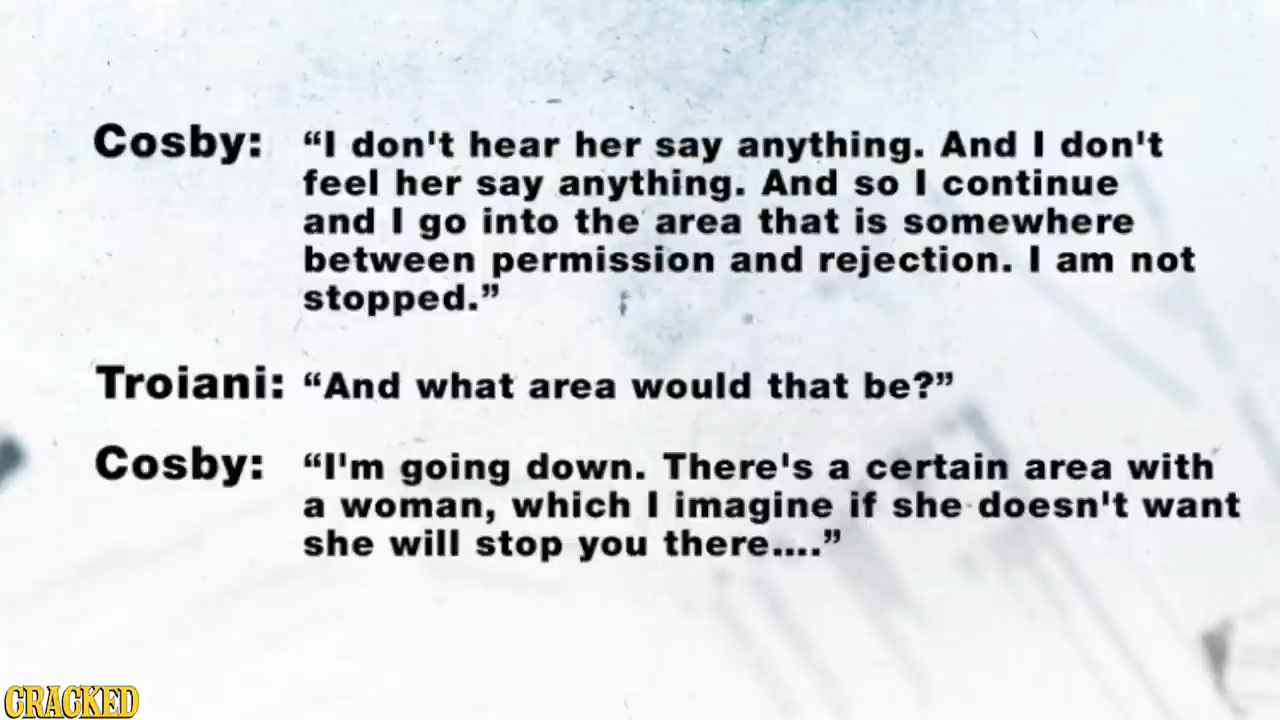 Cosby: “I don't hear her say anything. And I don't
feel her say anything. And so I continue
and I go into the area that is somewhere
between permission and rejection. I am not
stopped.”
Troiani: “And what area would that be?”
Cosby: “I'm going down. There's a certain area with
a woman, which I imagine if she doesn't want
she will stop you there....”
CRACKED